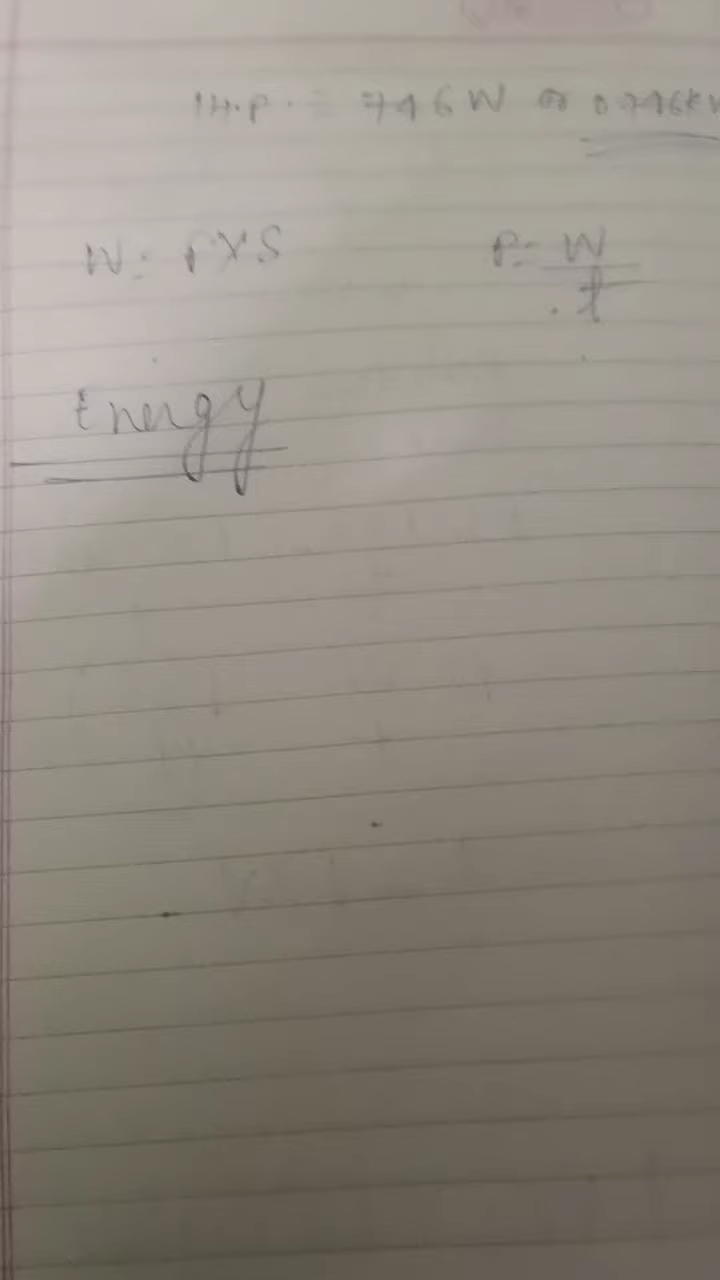 1H.P. = 746W or 0.746KW
W = F×S P = W/t
Energy